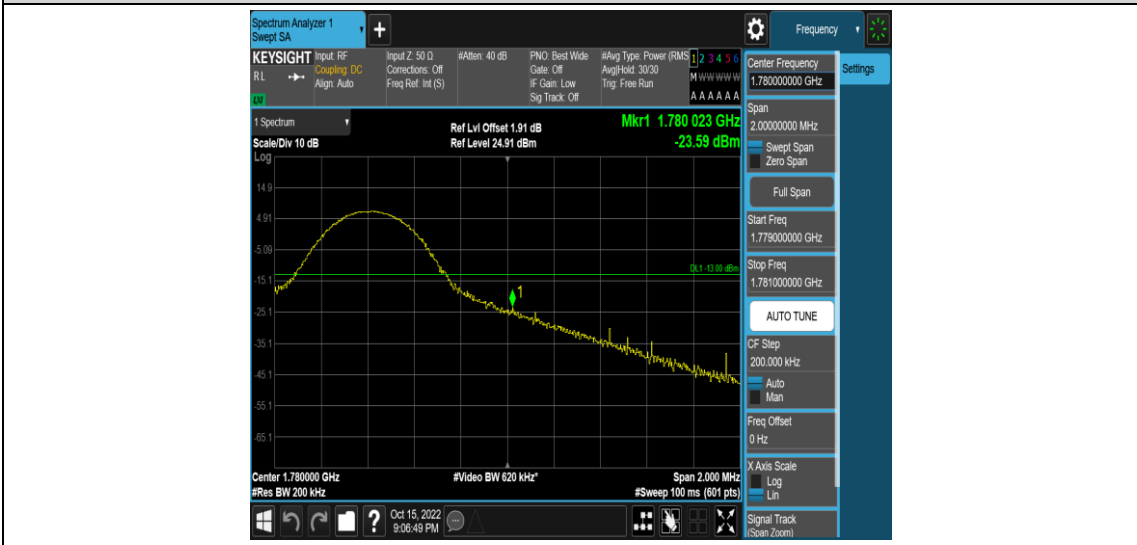 Spectrum Analyzer 1
Swept SA
+
Frequency
KEYSIGHT
R L
LXI
Input: RF
Coupling: DC
Align: Auto
Input Z: 50 Ω
Corrections: Off
Freq Ref: Int (S)
#Atten: 40 dB
PNO: Best Wide
Gate: Off
IF Gain: Low
Sig Track: Off
#Avg Type: Power (RMS
Avg|Hold: 30/30
Trig: Free Run
1 2 3 4 5 6
M W W W W W
A A A A A A
1 Spectrum
Scale/Div 10 dB
Ref Lvl Offset 1.91 dB
Ref Level 24.91 dBm
Mkr1 1.780 023 GHz
-23.59 dBm
Log
14.9
4.91
-5.09
DL1 -13.00 dBm
-15.1
1
-25.1
-35.1
-45.1
-55.1
-65.1
Center 1.780000 GHz
#Res BW 200 kHz
#Video BW 620 kHz*
Span 2.000 MHz
#Sweep 100 ms (601 pts)
?
Oct 15, 2022
9:06:49 PM
Center Frequency
1.780000000 GHz
Settings
Span
2.00000000 MHz
Swept Span
Zero Span
Full Span
Start Freq
1.779000000 GHz
Stop Freq
1.781000000 GHz
AUTO TUNE
CF Step
200.000 kHz
Auto
Man
Freq Offset
0 Hz
X Axis Scale
Log
Lin
Signal Track
(Span Zoom)